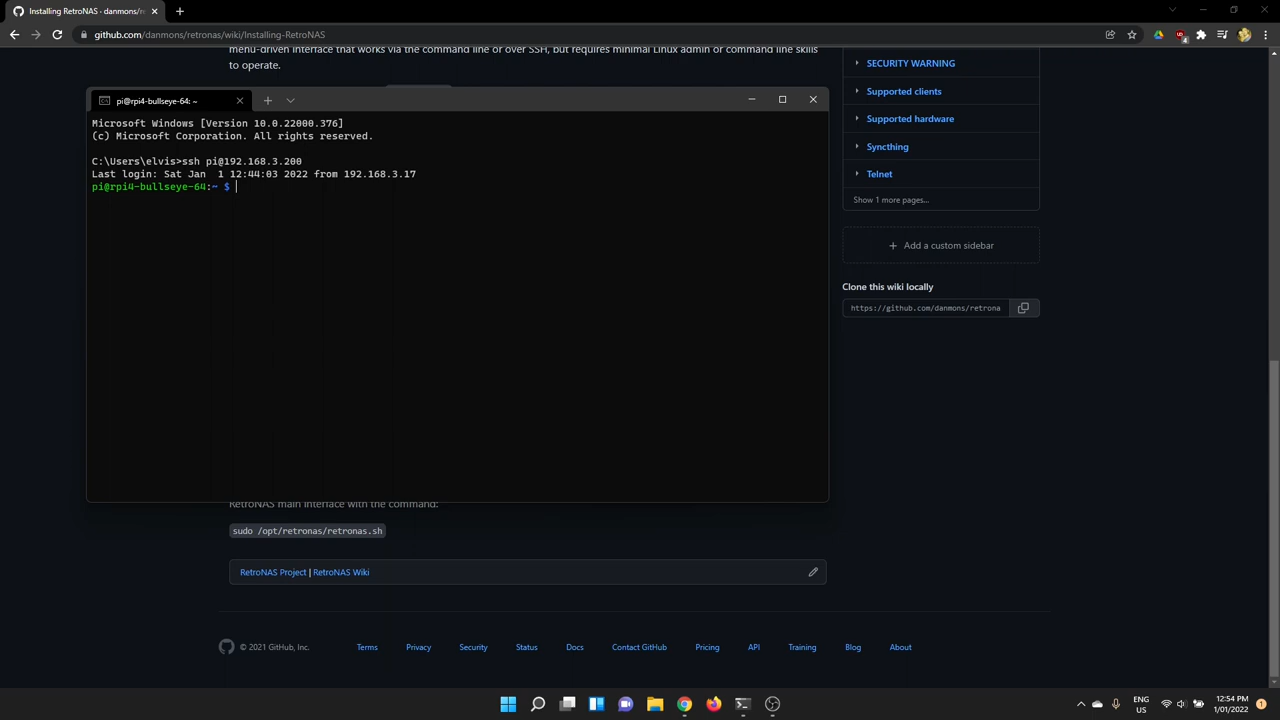 Installing RetroNAS · danmons/r
github.com/danmons/retronas/wiki/Installing-RetroNAS
menu-driven interface that works via the command line or over SSH, but requires minimal Linux admin or command line skills
to operate.
SECURITY WARNING
Supported clients
Supported hardware
Syncthing
Telnet
Show 1 more pages...
Add a custom sidebar
Clone this wiki locally
https://github.com/danmons/retrona
pi@rpi4-bullseye-64: ~
Microsoft Windows [Version 10.0.22000.376]
(c) Microsoft Corporation. All rights reserved.
C:\Users\elvis>ssh pi@192.168.3.200
Last login: Sat Jan  1 12:44:03 2022 from 192.168.3.17
pi@rpi4-bullseye-64:~ $
RetroNAS main interface with the command:
sudo /opt/retronas/retronas.sh
RetroNAS Project | RetroNAS Wiki
© 2021 GitHub, Inc. Terms Privacy Security Status Docs Contact GitHub Pricing API Training Blog About
ENG
US
12:54 PM
1/01/2022
1